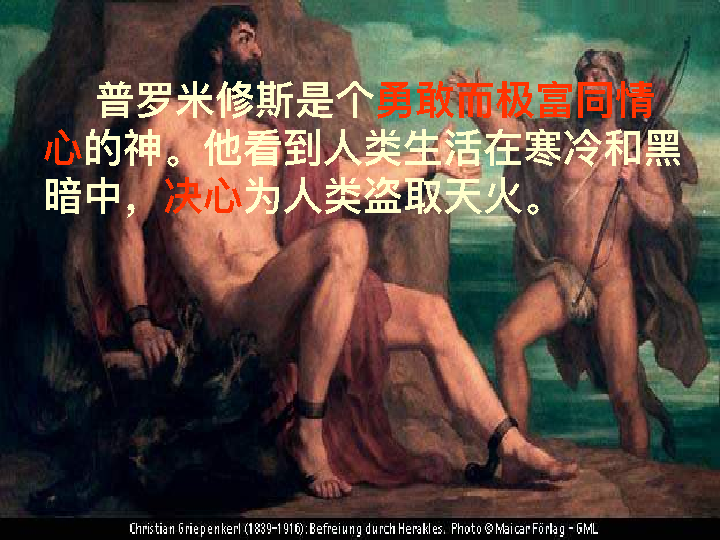 普罗米修斯是个勇敢而极富同情
心的神。他看到人类生活在寒冷和黑
暗中，决心为人类盗取天火。
Christian Griepenkerl (1839-1916): Befreiung durch Herakles. Photo © Maicar Förlag - GML